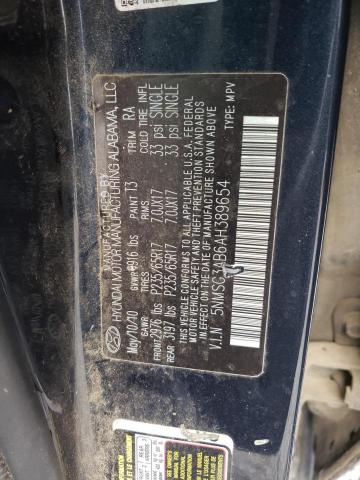 MANUFACTURED BY
HYUNDAI MOTOR MANUFACTURING ALABAMA, LLC
May/10/10 GVWR 4916 lbs PAINT T3 TRIM RA
GAWR TIRES RIMS COLD TIRE INFL
FRONT 2976 lbs P235/65R17 7.0JX17 33 psi SINGLE
REAR 3197 lbs P235/65R17 7.0JX17 33 psi SINGLE
THIS VEHICLE CONFORMS TO ALL APPLICABLE U.S.A. FEDERAL
MOTOR VEHICLE SAFETY AND THEFT PREVENTION STANDARDS
IN EFFECT ON THE DATE OF MANUFACTURE SHOWN ABOVE.
V.I.N 5NMSG3AB6AH389654 TYPE: MPV